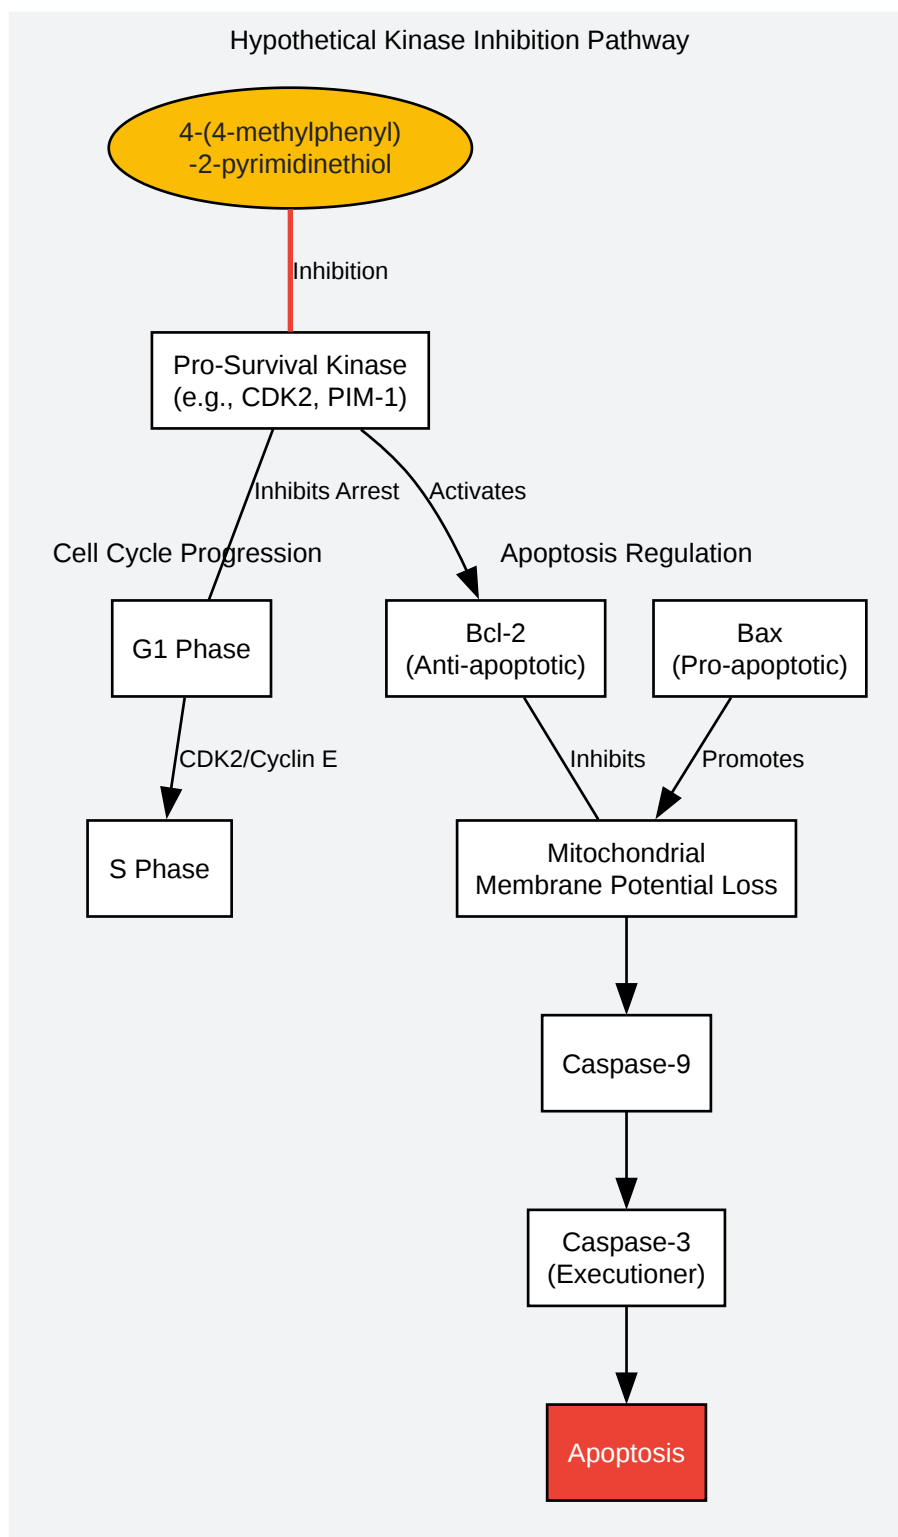 Hypothetical Kinase Inhibition Pathway
4-(4-methylphenyl)
-2-pyrimidinethiol
Inhibition
Pro-Survival Kinase
(e.g., CDK2, PIM-1)
Inhibits Arrest
Activates
Cell Cycle Progression
Apoptosis Regulation
G1 Phase
Bcl-2
(Anti-apoptotic)
Bax
(Pro-apoptotic)
CDK2/Cyclin E
Inhibits
Promotes
S Phase
Mitochondrial
Membrane Potential Loss
Caspase-9
Caspase-3
(Executioner)
Apoptosis